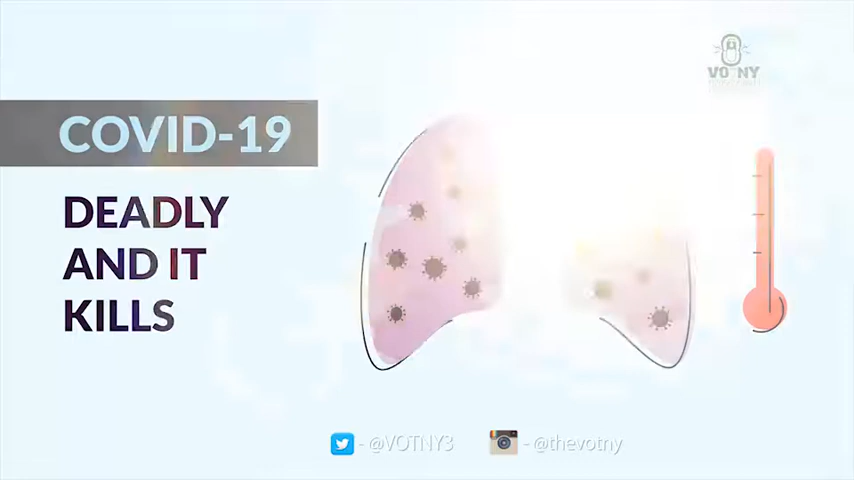 VOTNY
COVID-19
DEADLY
AND IT
KILLS
- @VOTNY3
- @thevotny